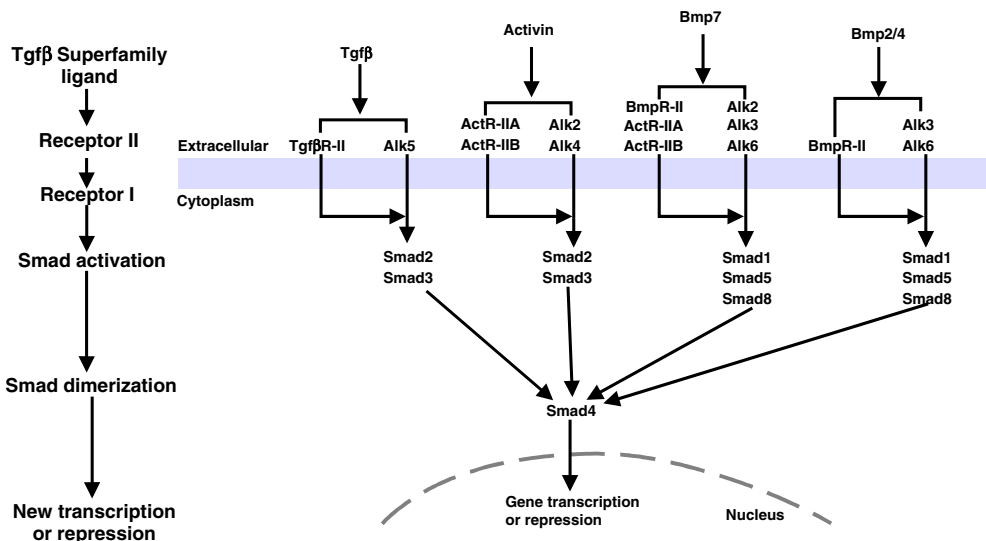 Tgfβ Superfamily
ligand
Receptor II
Receptor I
Smad activation
Smad dimerization
New transcription
or repression
Extracellular
Cytoplasm
Tgfβ
TgfβR-II
Alk5
Smad2
Smad3
Activin
ActR-IIA
ActR-IIB
Alk2
Alk4
Smad2
Smad3
Bmp7
BmpR-II
ActR-IIA
ActR-IIB
Alk2
Alk3
Alk6
Smad1
Smad5
Smad8
Bmp2/4
BmpR-II
Alk3
Alk6
Smad1
Smad5
Smad8
Smad4
Gene transcription
or repression
Nucleus